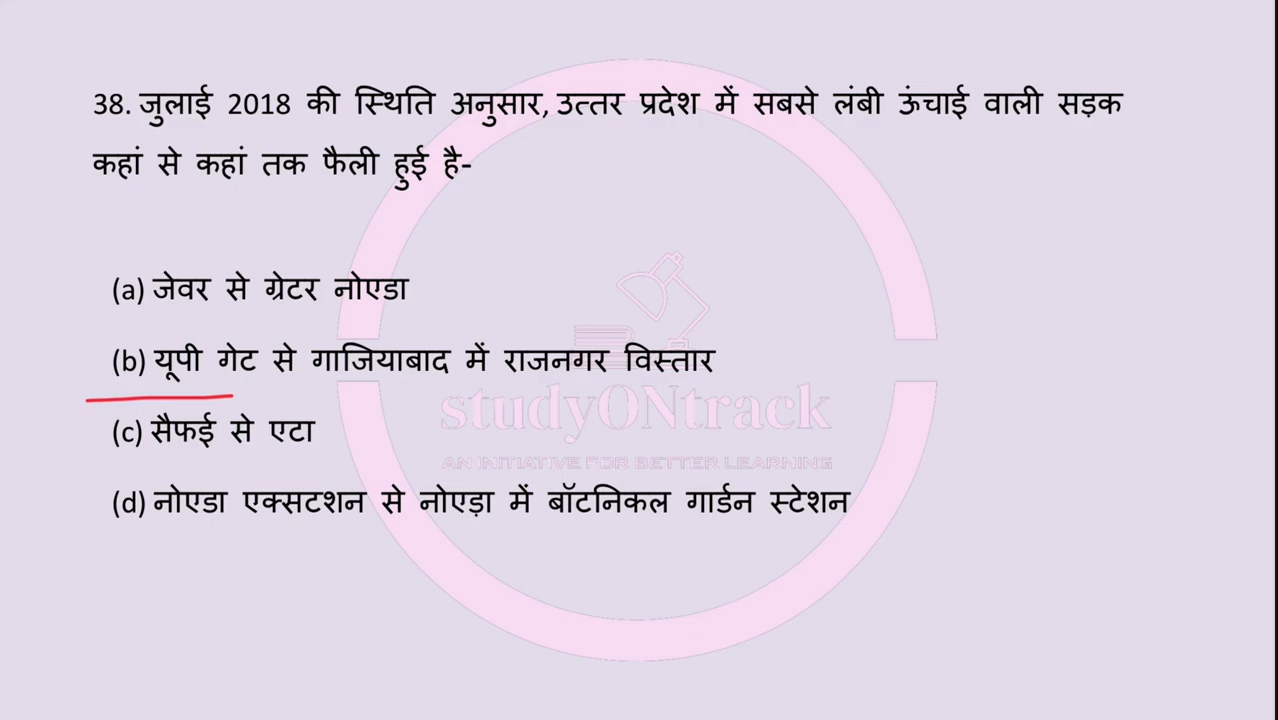 38. जुलाई 2018 की स्थिति अनुसार, उत्तर प्रदेश में सबसे लंबी ऊंचाई वाली सड़क
कहां से कहां तक फैली हुई है-
(a) जेवर से ग्रेटर नोएडा
(b) यूपी गेट से गाजियाबाद में राजनगर विस्तार
studyONtrack
(c) सैफई से एटा
AN INITIATIVE FOR BETTER LEARNING
(d) नोएडा एक्सटशन से नोएड़ा में बॉटनिकल गार्डन स्टेशन